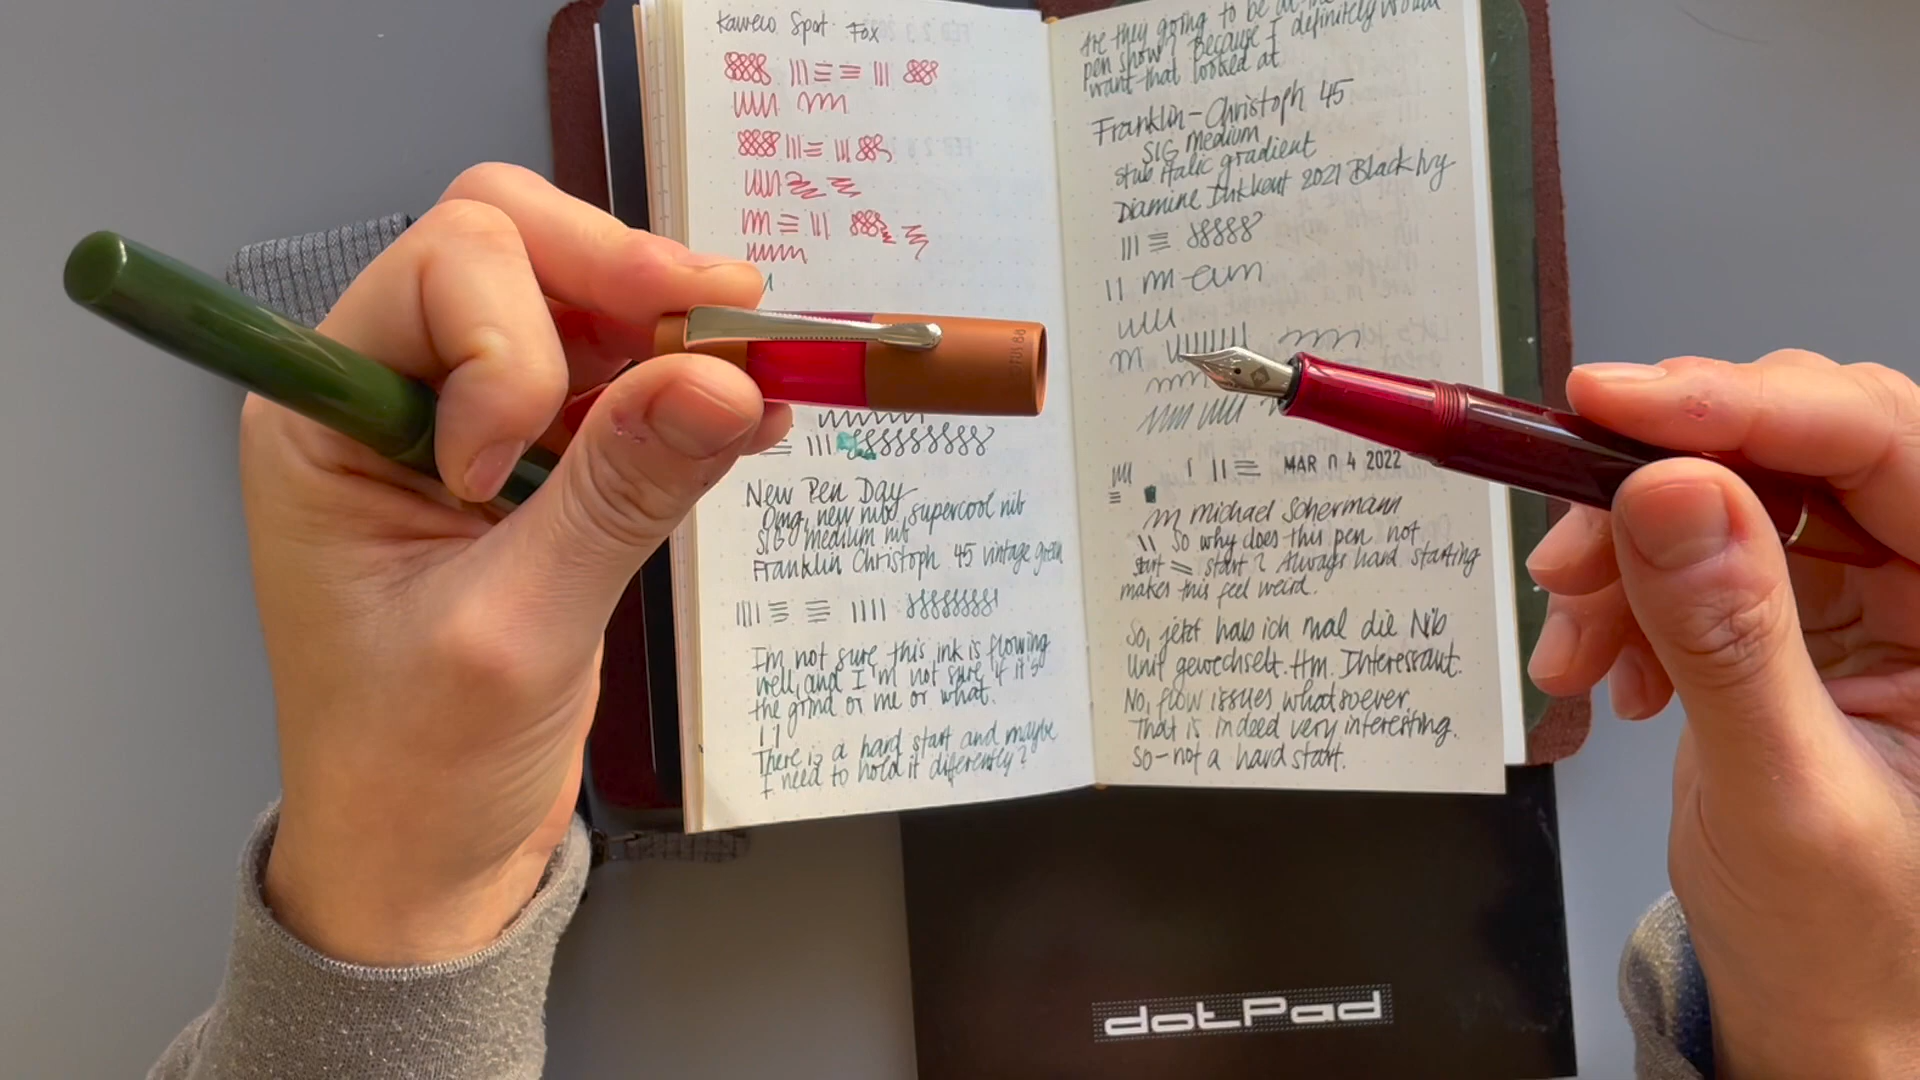 Kaweco Spot Fox
New Pen Day
Omg, new nibs, supercool nib
SIG medium nib
Franklin Christoph 45 vintage green
I'm not sure this ink is flowing
well, and I'm not sure if it's
the grind or me or what.
There is a hard start and maybe
I need to hold it differently?
Are they going to be at the
pen show? Because I definitely would
want that looked at
Franklin-Christoph 45
SIG medium
stub italic gradient
Diamine Inkvent 2021 Black Ivy
MAR 04 2022
m Michael Schermann
So why does this pen not
start = start? Always hard starting
makes this feel weird.
So, jetzt hab ich mal die Nib
Unit gewechselt. Hm. Interessant.
No, flow issues whatsoever.
That is indeed very interesting.
So – not a hard start.
dotPad